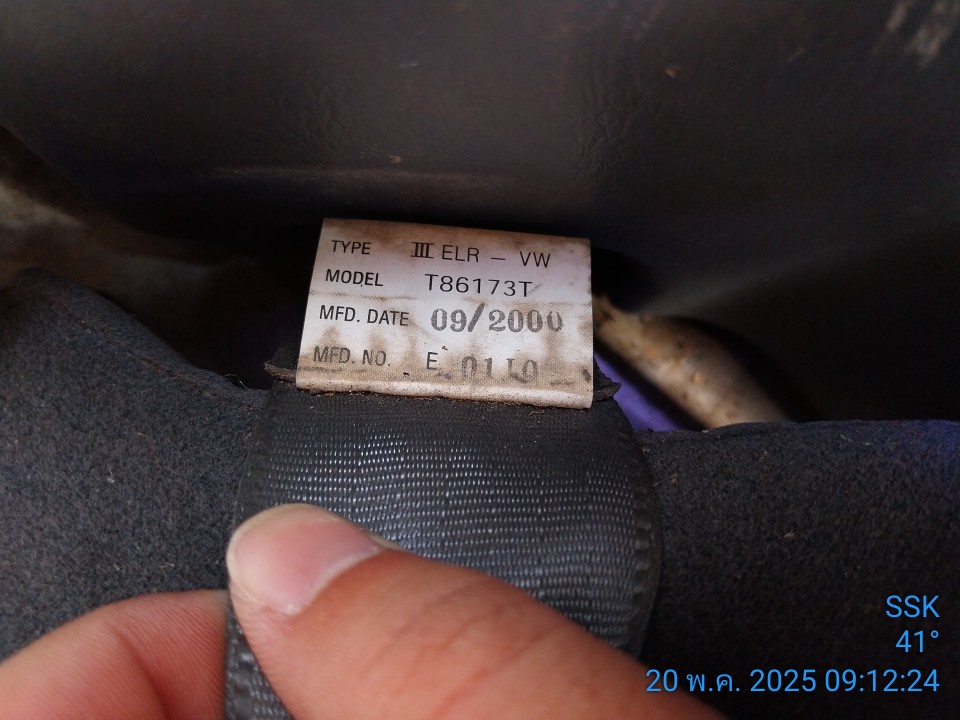 TYPE III ELR – VW
MODEL T86173T
MFD. DATE 09/2000
MFD. NO. E
SSK
41°
20 พ.ค. 2025 09:12:24